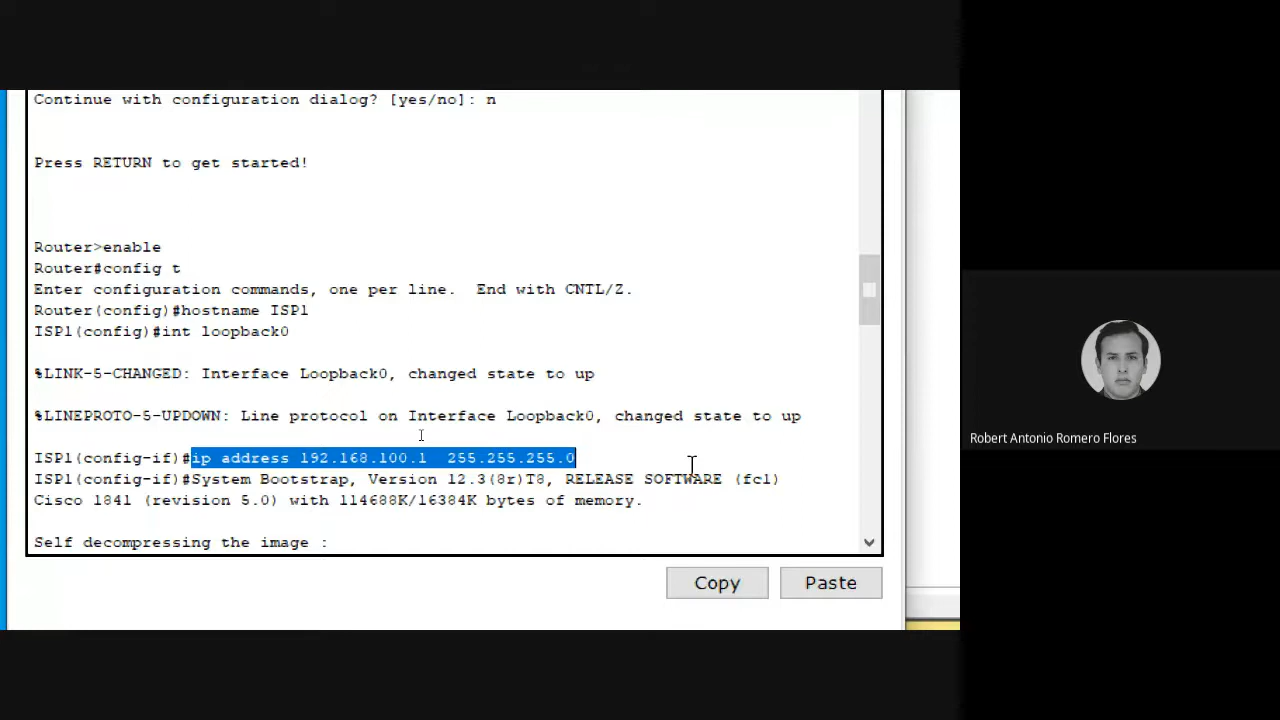 Continue with configuration dialog? [yes/no]: n
Press RETURN to get started!
Router>enable
Router#config t
Enter configuration commands, one per line.  End with CNTL/Z.
Router(config)#hostname ISP1
ISP1(config)#int loopback0
%LINK-5-CHANGED: Interface Loopback0, changed state to up
%LINEPROTO-5-UPDOWN: Line protocol on Interface Loopback0, changed state to up
ISP1(config-if)#ip address 192.168.100.1  255.255.255.0
ISP1(config-if)#System Bootstrap, Version 12.3(8r)T8, RELEASE SOFTWARE (fc1)
Cisco 1841 (revision 5.0) with 114688K/16384K bytes of memory.
Self decompressing the image :
Copy
Paste
Robert Antonio Romero Flores